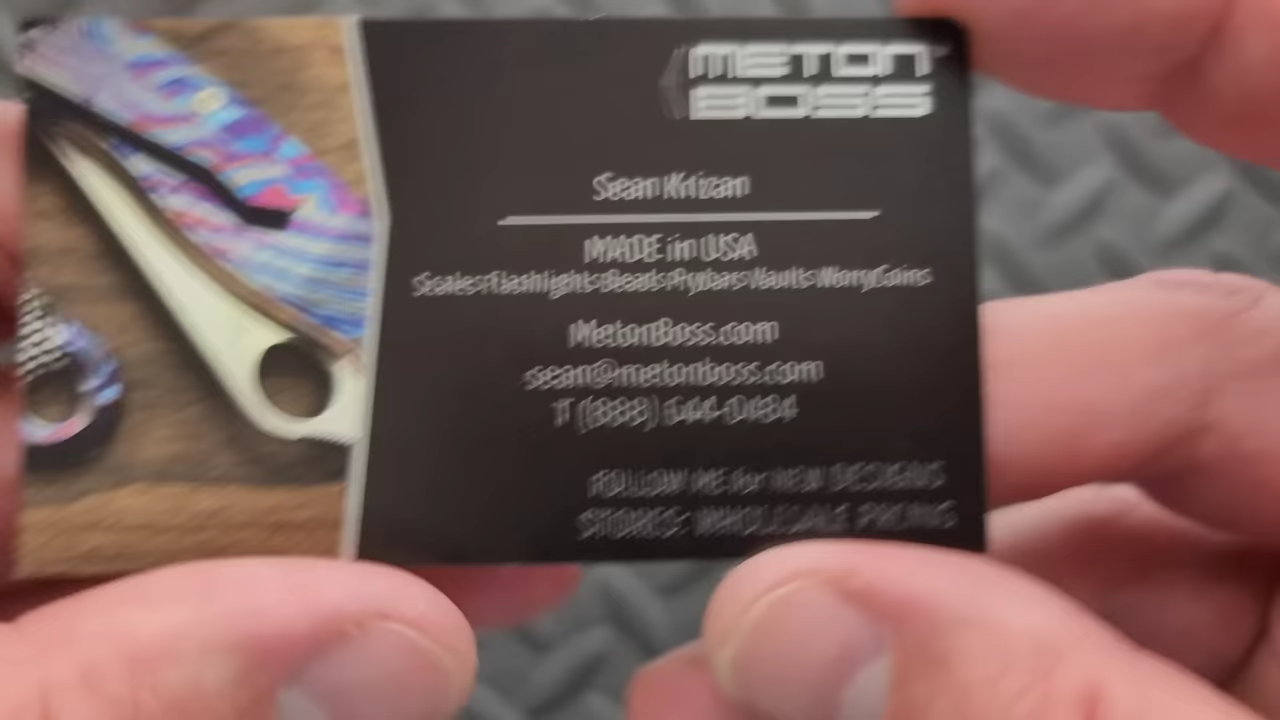 METON
BOSS
Sean Krizan
MADE in USA
Scales Flashlights Beads Prybars Vaults WorryCoins
MetonBoss.com
sean@metonboss.com
T (888) 644-0484
FOLLOW ME for NEW DESIGNS
STORES: WHOLESALE PRICING